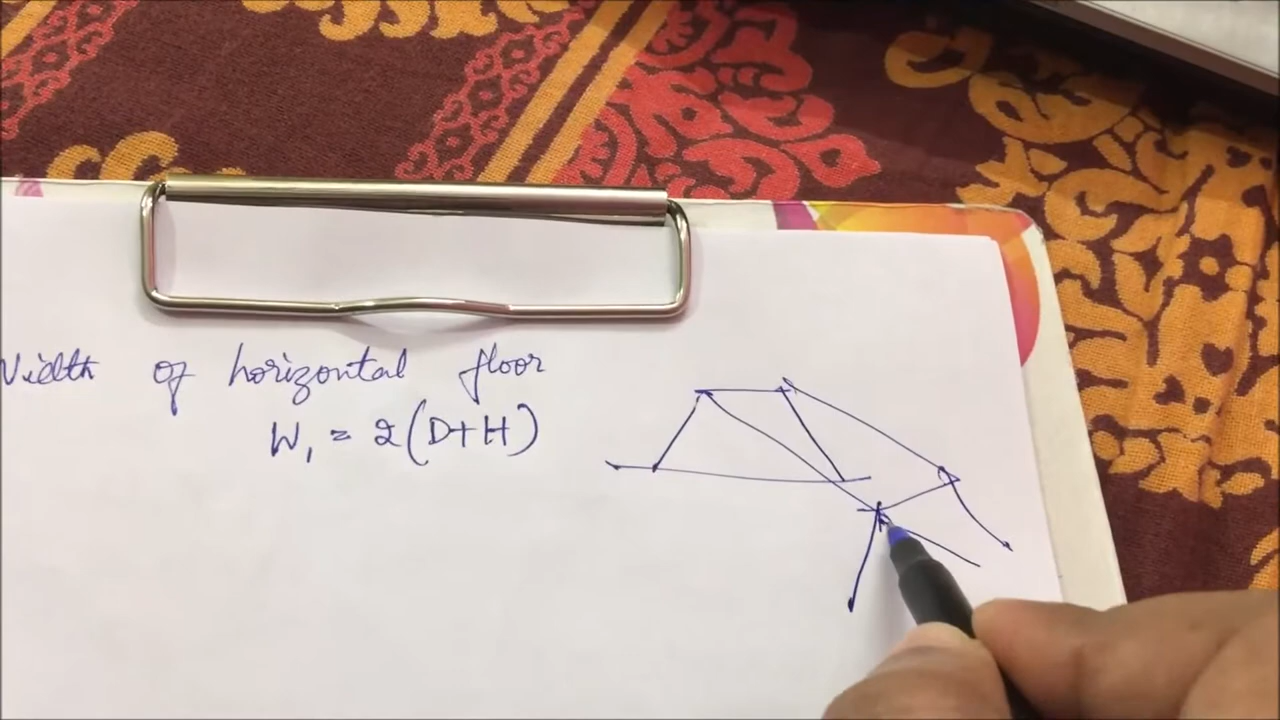 Width of horizontal floor
W₁ = 2(D+H)